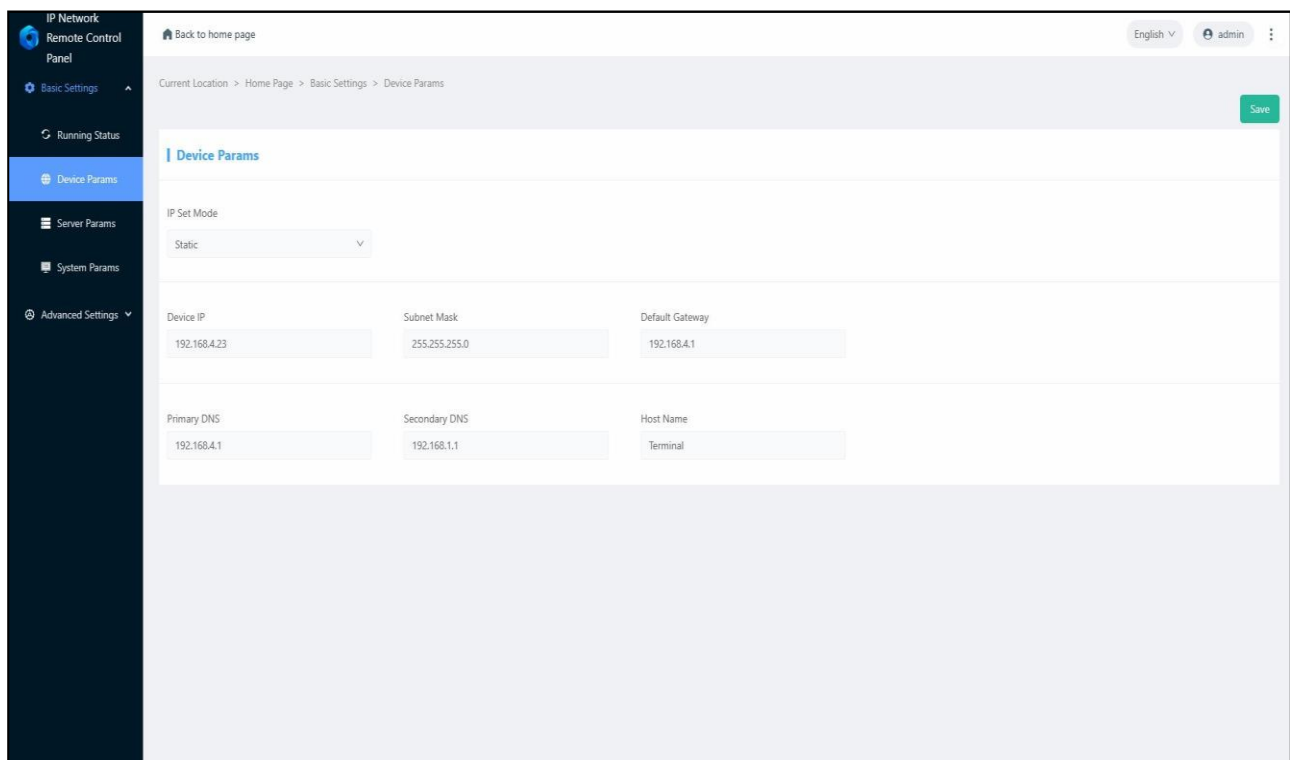 IP Network
Remote Control
Panel
Back to home page
English
admin
Basic Settings
Current Location > Home Page > Basic Settings > Device Params
Save
Running Status
Device Params
Device Params
Server Params
System Params
Advanced Settings
IP Set Mode
Static
Device IP Subnet Mask Default Gateway
192.168.4.23 255.255.255.0 192.168.4.1
Primary DNS Secondary DNS Host Name
192.168.4.1 192.168.1.1 Terminal